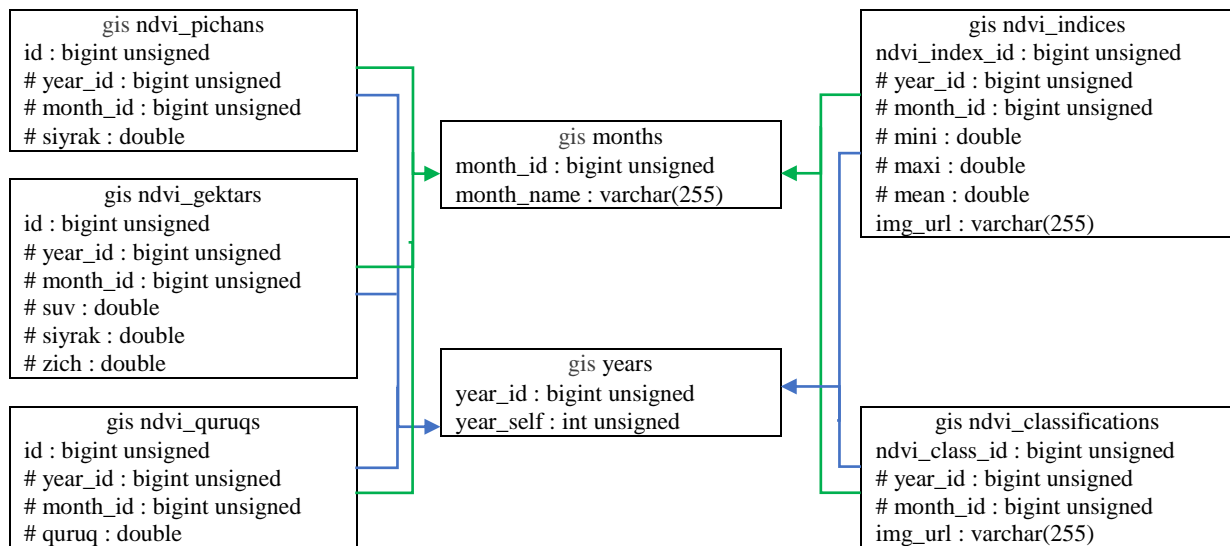 gis ndvi_pichans
id : bigint unsigned
# year_id : bigint unsigned
# month_id : bigint unsigned
# siyrak : double
gis ndvi_gektars
id : bigint unsigned
# year_id : bigint unsigned
# month_id : bigint unsigned
# suv : double
# siyrak : double
# zich : double
gis ndvi_quruqs
id : bigint unsigned
# year_id : bigint unsigned
# month_id : bigint unsigned
# quruq : double
gis months
month_id : bigint unsigned
month_name : varchar(255)
gis years
year_id : bigint unsigned
year_self : int unsigned
gis ndvi_indices
ndvi_index_id : bigint unsigned
# year_id : bigint unsigned
# month_id : bigint unsigned
# mini : double
# maxi : double
# mean : double
img_url : varchar(255)
gis ndvi_classifications
ndvi_class_id : bigint unsigned
# year_id : bigint unsigned
# month_id : bigint unsigned
img_url : varchar(255)